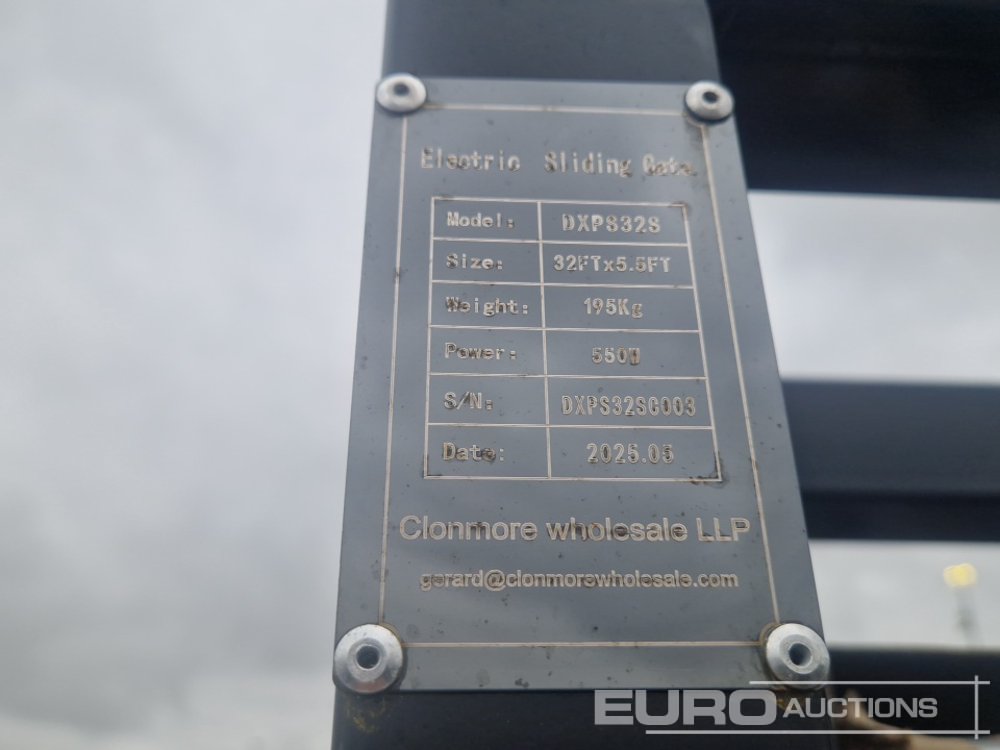 Electric Sliding Gate.
Model: DXPS32S
Size: 32FTx5.5FT
Weight: 195Kg
Power: 550W
S/N: DXPS32SG003
Date: 2025.05
Clonmore wholesale LLP
gerard@clonmorewholesale.com
EURO AUCTIONS